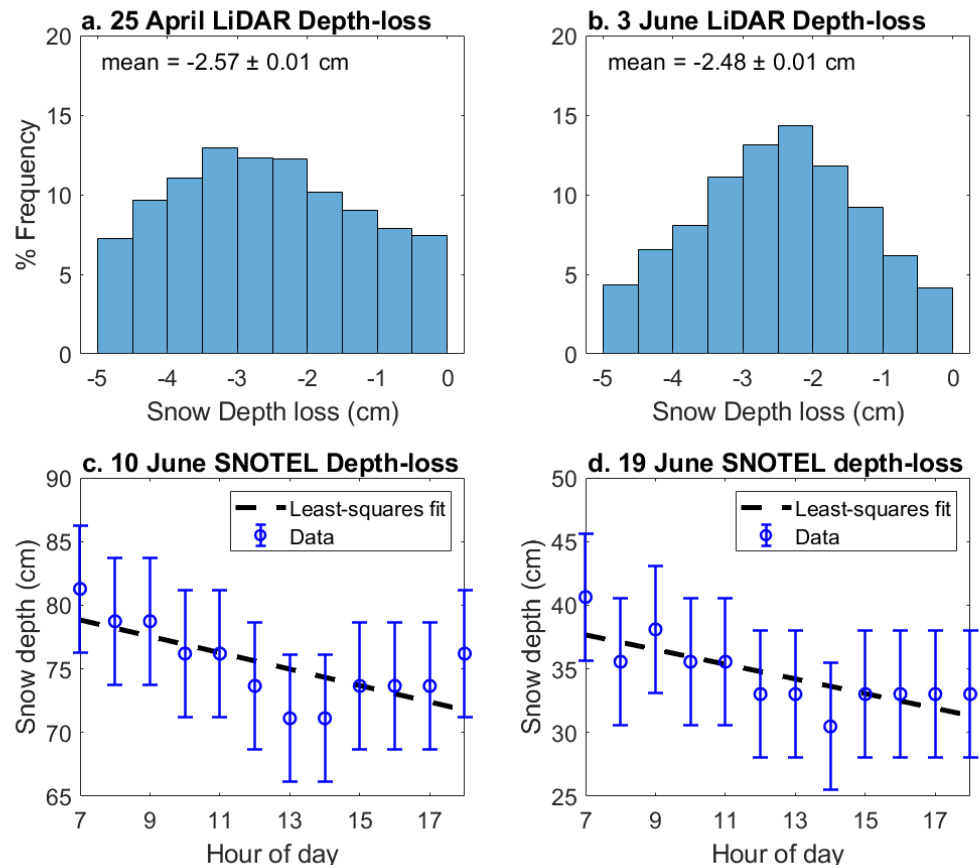 a. 25 April LiDAR Depth-loss
mean = -2.57 ± 0.01 cm
% Frequency
20
15
10
5
0
-5 -4 -3 -2 -1 0
Snow Depth loss (cm)
b. 3 June LiDAR Depth-loss
mean = -2.48 ± 0.01 cm
20
15
10
5
0
-5 -4 -3 -2 -1 0
Snow Depth loss (cm)
c. 10 June SNOTEL Depth-loss
Least-squares fit
Data
Snow depth (cm)
90
85
80
75
70
65
7 9 11 13 15 17
Hour of day
d. 19 June SNOTEL depth-loss
Least-squares fit
Data
Snow depth (cm)
50
45
40
35
30
25
7 9 11 13 15 17
Hour of day